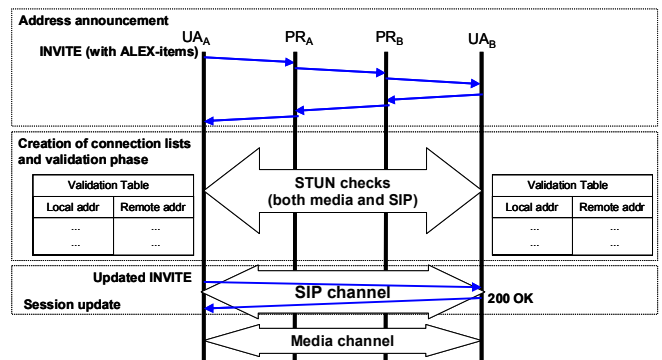 Address announcement
UAA PRA PRB UAB
INVITE (with ALEX-items)
Creation of connection lists
and validation phase
STUN checks
(both media and SIP)
Validation Table
Local addr Remote addr
... ...
... ...
Validation Table
Local addr Remote addr
... ...
... ...
Updated INVITE
SIP channel
200 OK
Session update
Media channel